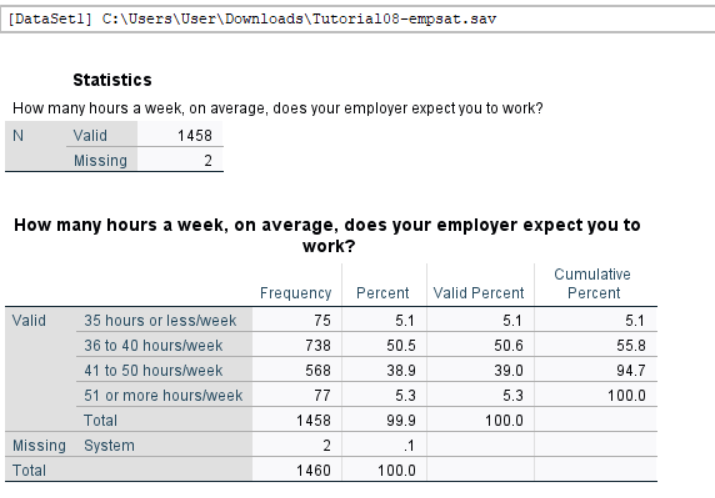 [DataSet1] C:\Users\User\Downloads\Tutorial08-empsat.sav
Statistics
How many hours a week, on average, does your employer expect you to work?
N Valid 1458
Missing 2
How many hours a week, on average, does your employer expect you to
work?
Frequency Percent Valid Percent Cumulative Percent
Valid 35 hours or less/week 75 5.1 5.1 5.1
36 to 40 hours/week 738 50.5 50.6 55.8
41 to 50 hours/week 568 38.9 39.0 94.7
51 or more hours/week 77 5.3 5.3 100.0
Total 1458 99.9 100.0
Missing System 2 .1
Total 1460 100.0